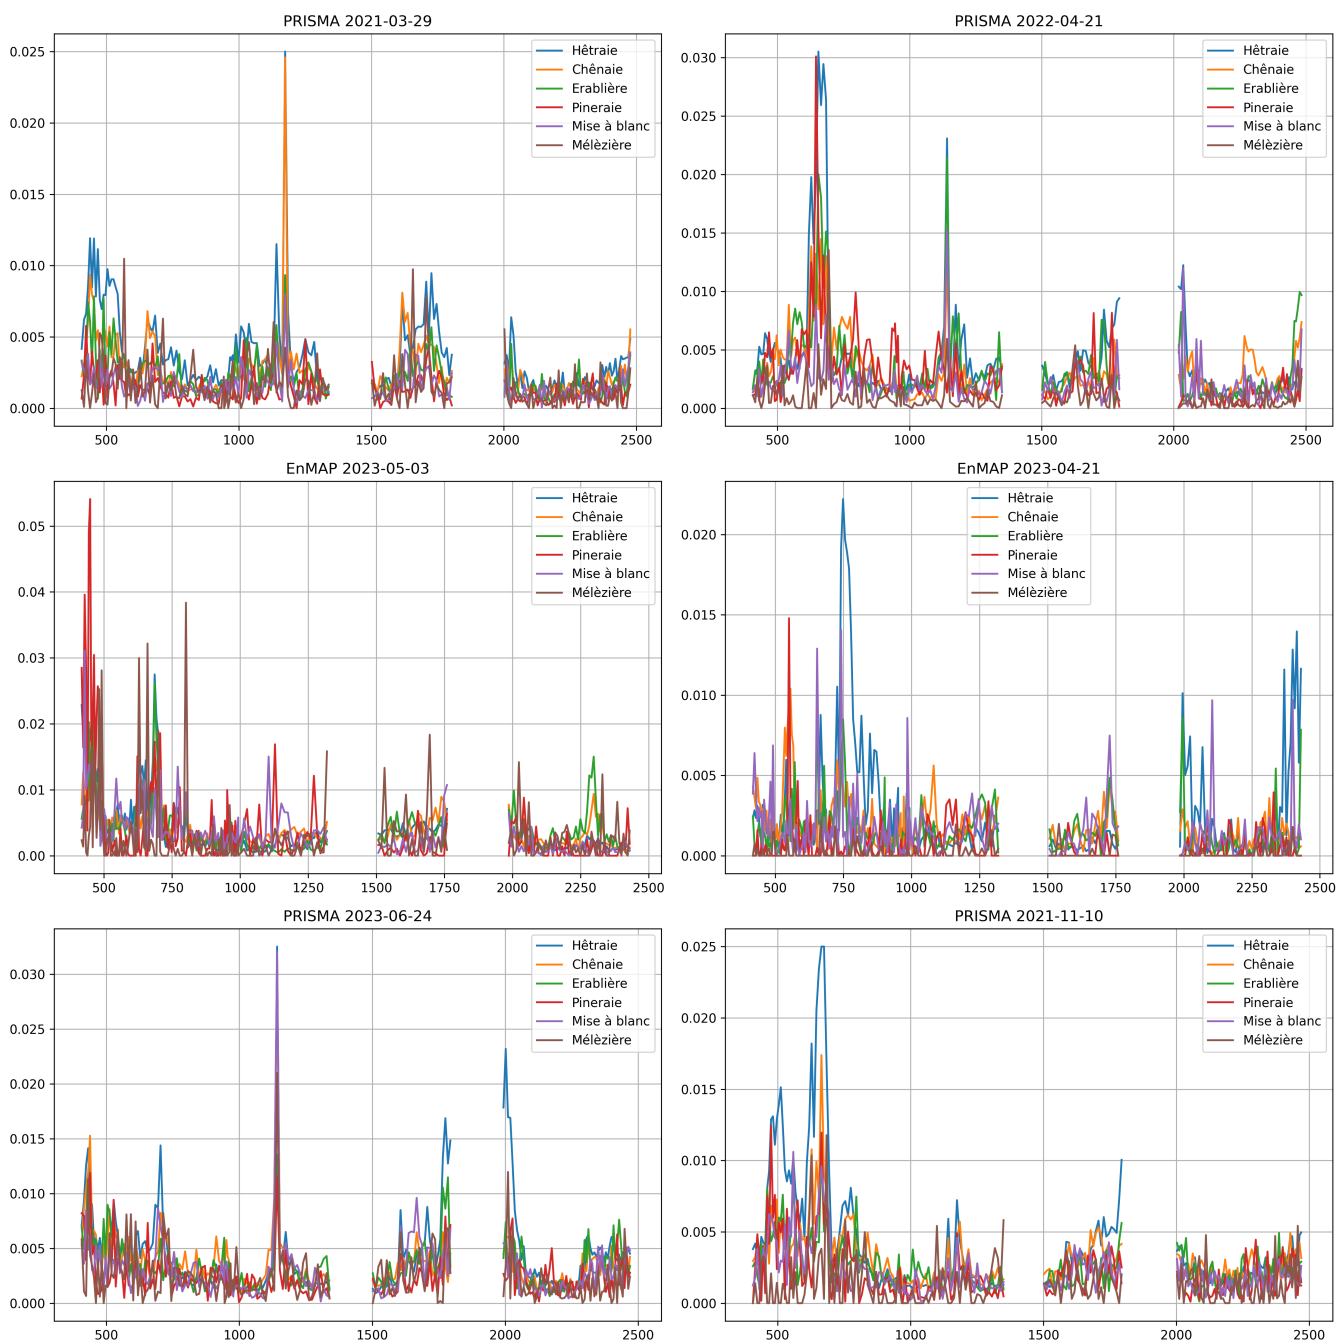 PRISMA 2021-03-29
0.025
0.020
0.015
0.010
0.005
0.000
500
1000
1500
2000
2500
Hêtraie
Chênaie
Erablière
Pineraie
Mise à blanc
Mélèzière
PRISMA 2022-04-21
0.030
0.025
0.020
0.015
0.010
0.005
0.000
500
1000
1500
2000
2500
Hêtraie
Chênaie
Erablière
Pineraie
Mise à blanc
Mélèzière
EnMAP 2023-05-03
0.05
0.04
0.03
0.02
0.01
0.00
500
750
1000
1250
1500
1750
2000
2250
2500
Hêtraie
Chênaie
Erablière
Pineraie
Mise à blanc
Mélèzière
EnMAP 2023-04-21
0.020
0.015
0.010
0.005
0.000
500
750
1000
1250
1500
1750
2000
2250
2500
Hêtraie
Chênaie
Erablière
Pineraie
Mise à blanc
Mélèzière
PRISMA 2023-06-24
0.030
0.025
0.020
0.015
0.010
0.005
0.000
500
1000
1500
2000
2500
Hêtraie
Chênaie
Erablière
Pineraie
Mise à blanc
Mélèzière
PRISMA 2021-11-10
0.025
0.020
0.015
0.010
0.005
0.000
500
1000
1500
2000
2500
Hêtraie
Chênaie
Erablière
Pineraie
Mise à blanc
Mélèzière